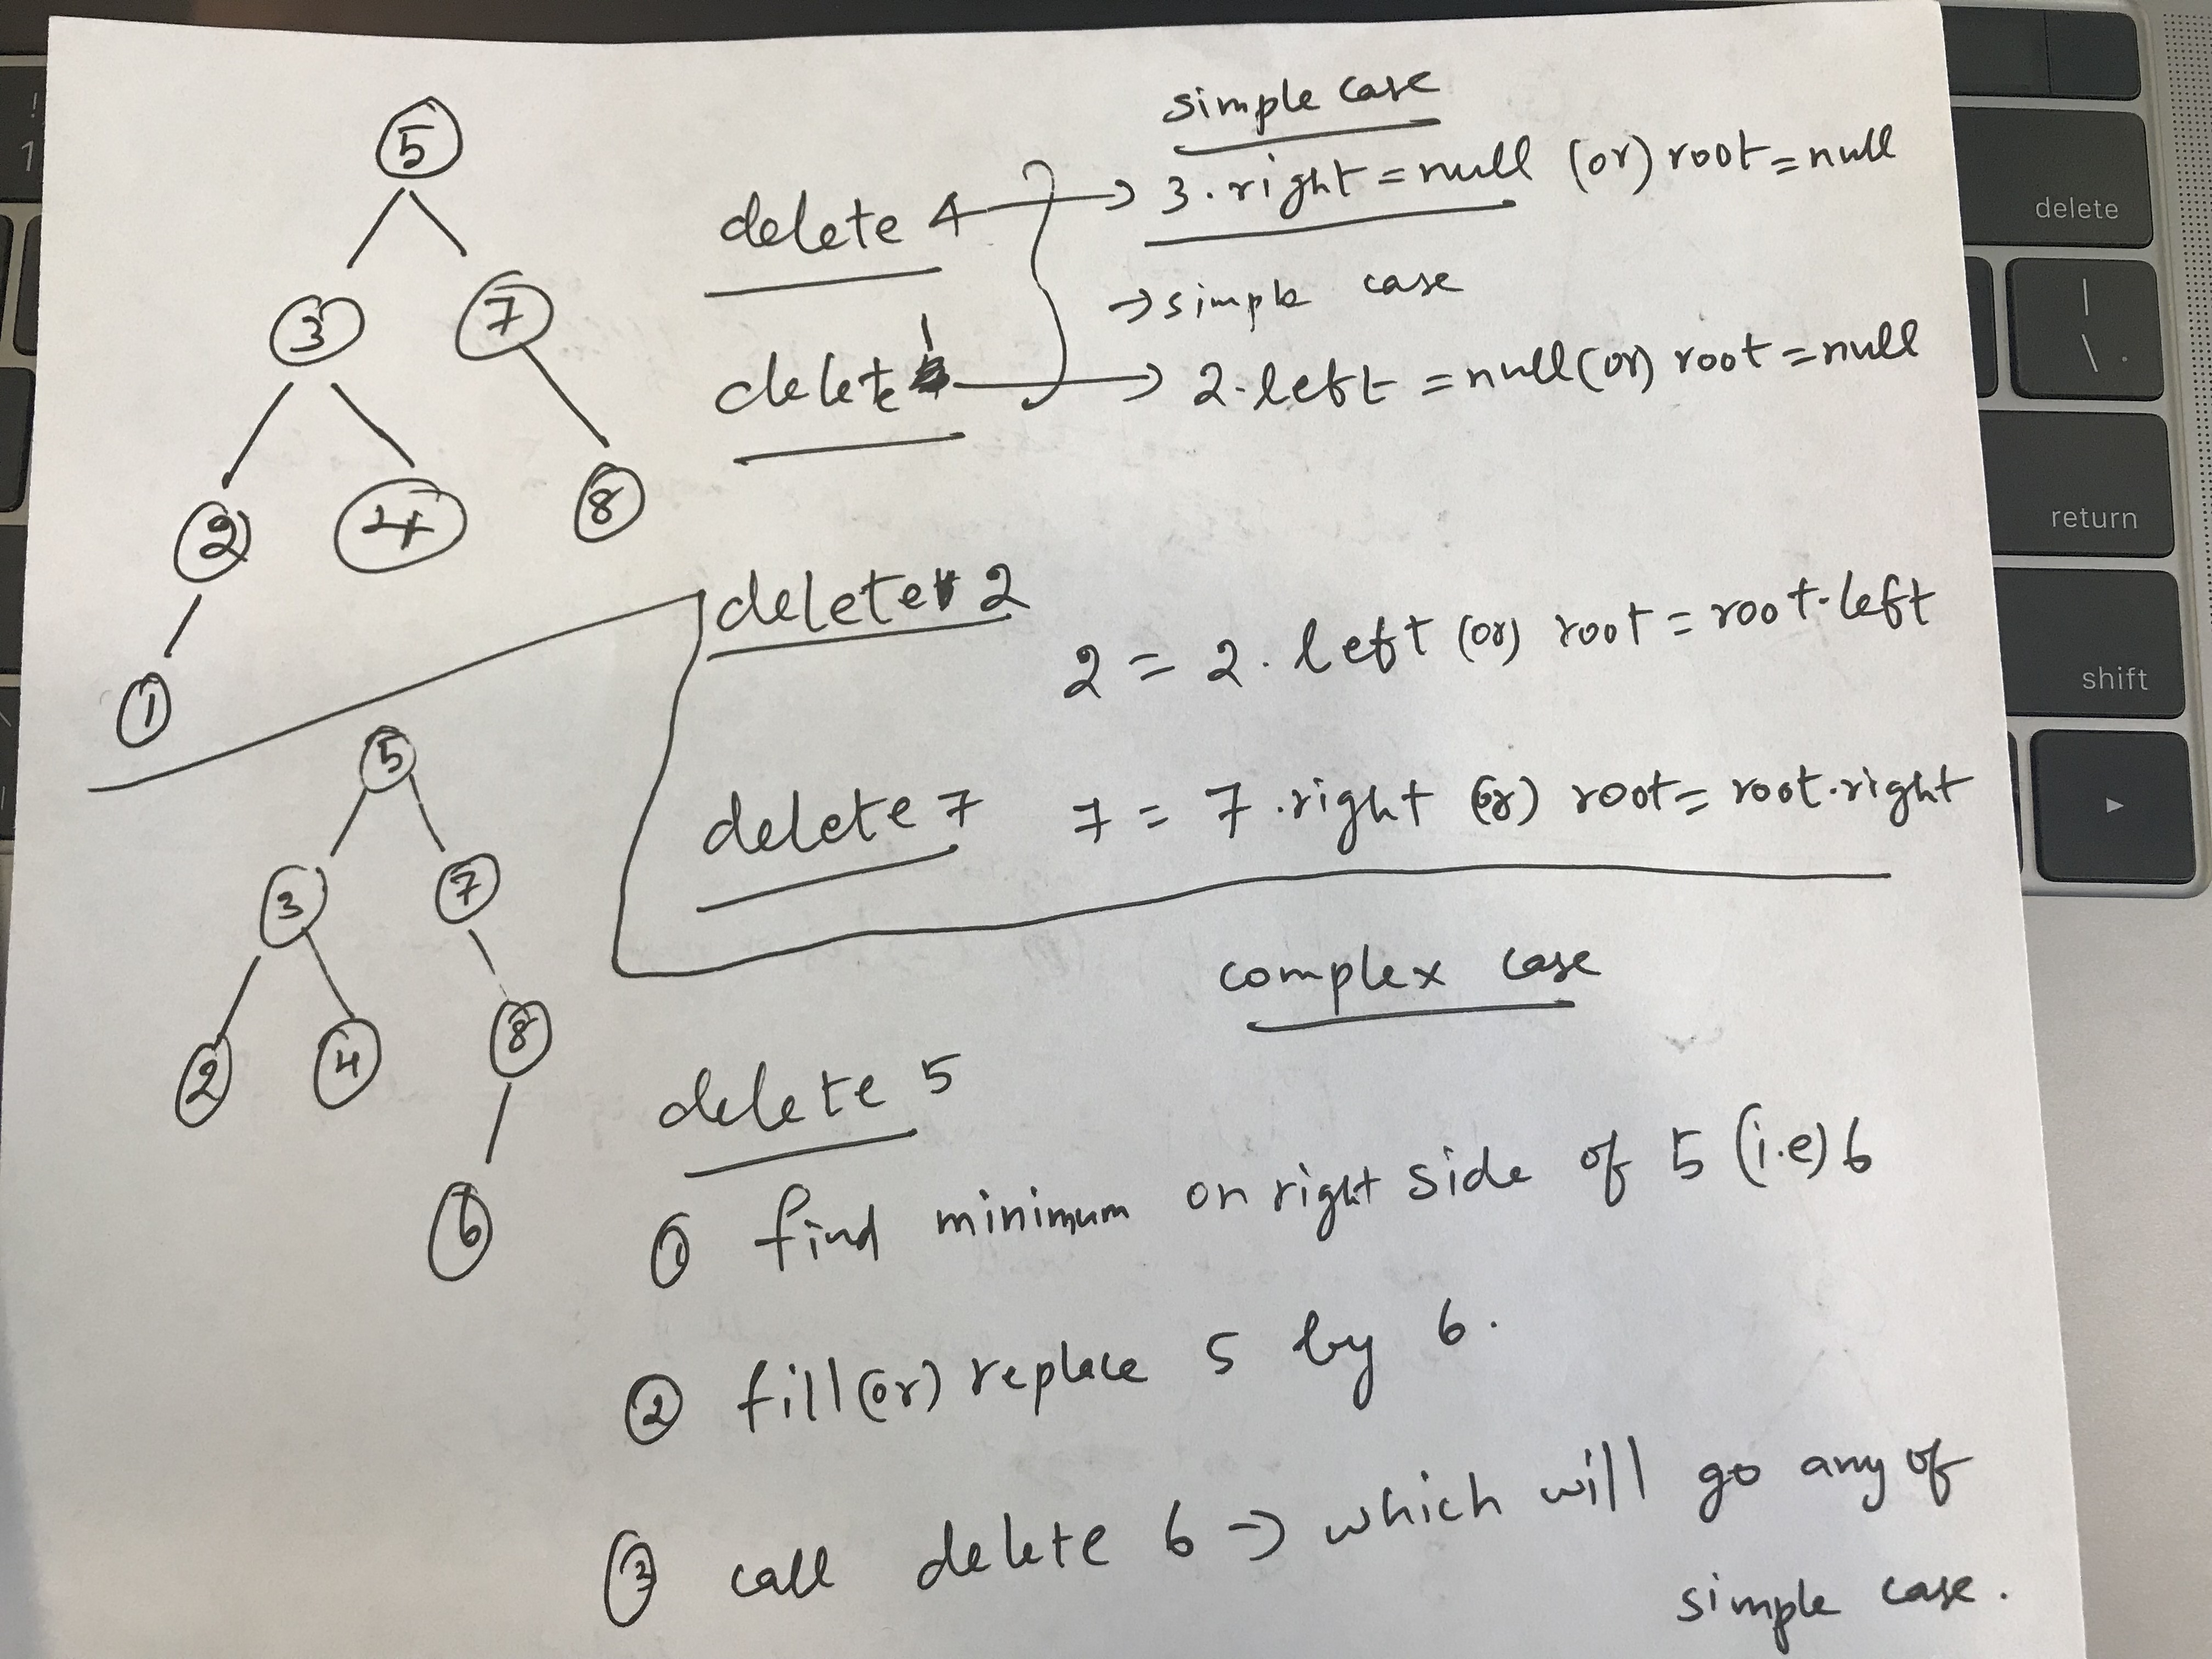 5
3 7
2 4 8
1
simple case
delete 4 → 3.right = null (or) root = null
→ simple case
delete 1 → 2.left = null (or) root = null
delete 2
2 = 2.left (or) root = root.left
delete 7 7 = 7.right (or) root = root.right
5
3 7
2 4 8
6
complex case
delete 5
① find minimum on right side of 5 (i.e) 6
② fill (or) replace 5 by 6.
③ call delete 6 → which will go any of
simple case.
!
1
delete
|
\
return
shift